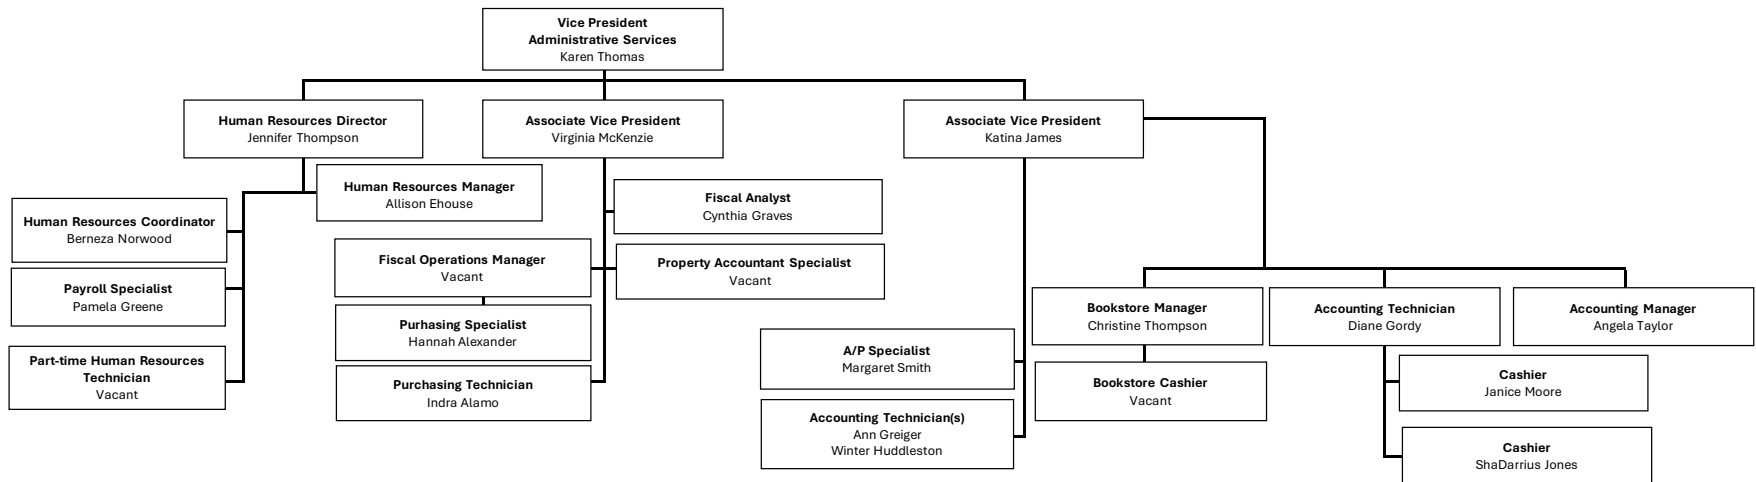 Vice President
Administrative Services
Karen Thomas
Human Resources Director
Jennifer Thompson
Associate Vice President
Virginia McKenzie
Associate Vice President
Katina James
Human Resources Manager
Allison Ehouse
Human Resources Coordinator
Berneza Norwood
Payroll Specialist
Pamela Greene
Part-time Human Resources
Technician
Vacant
Fiscal Analyst
Cynthia Graves
Fiscal Operations Manager
Vacant
Property Accountant Specialist
Vacant
Purhasing Specialist
Hannah Alexander
Purchasing Technician
Indra Alamo
A/P Specialist
Margaret Smith
Accounting Technician(s)
Ann Greiger
Winter Huddleston
Bookstore Manager
Christine Thompson
Bookstore Cashier
Vacant
Accounting Technician
Diane Gordy
Cashier
Janice Moore
Cashier
ShaDarrius Jones
Accounting Manager
Angela Taylor